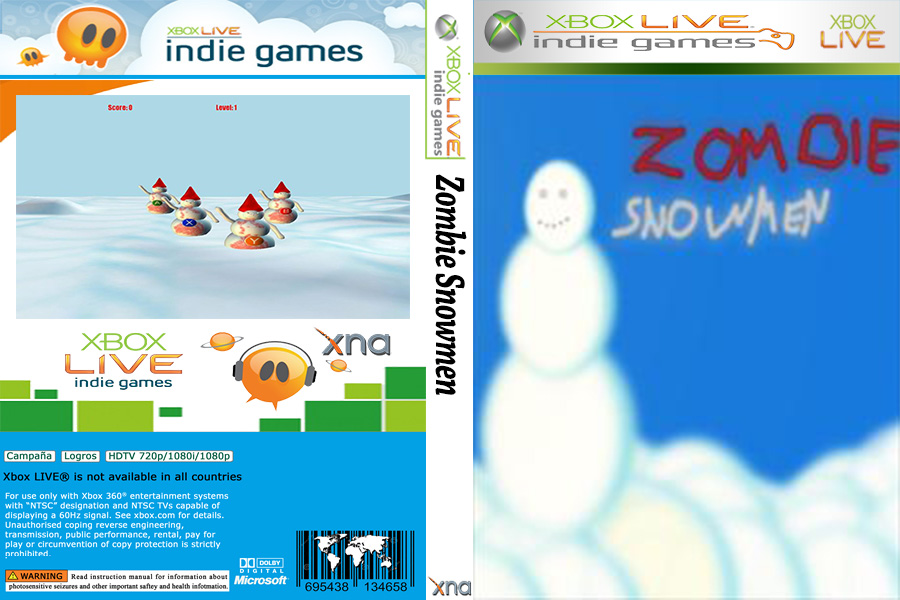 XBOX LIVE
indie games
Score: 0 Level: 1
XBOX
LIVE
indie games
xna
Campaña Logros HDTV 720p/1080i/1080p
Xbox LIVE® is not available in all countries
For use only with Xbox 360® entertainment systems
with "NTSC" designation and NTSC TVs capable of
displaying a 60Hz signal. See xbox.com for details.
Unauthorised coping reverse engineering,
transmission, public performance, rental, pay for
play or circumvention of copy protection is strictly
prohibited.
WARNING Read instruction manual for information about
photosensitive seizures and other important saftey and health infotmation.
DOLBY
DIGITAL
Microsoft
695438 134658
XBOX LIVE
indie games
Zombie Snowmen
xna
XBOX LIVE
indie games
XBOX
LIVE
ZOMBIE
SNOWMEN